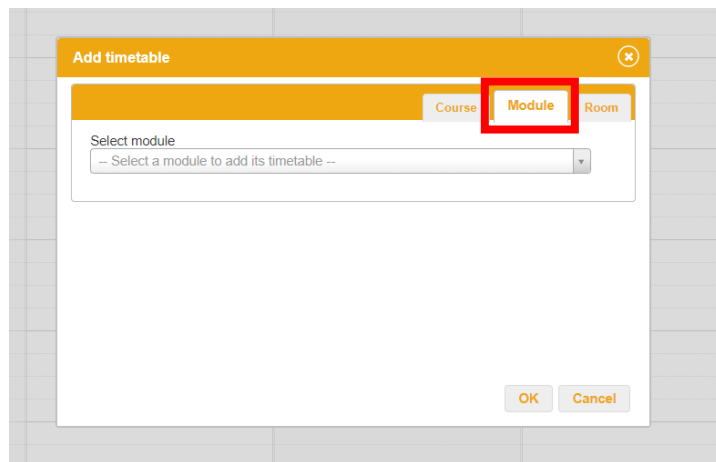 Add timetable
Course Module Room
Select module
-- Select a module to add its timetable --
OK Cancel